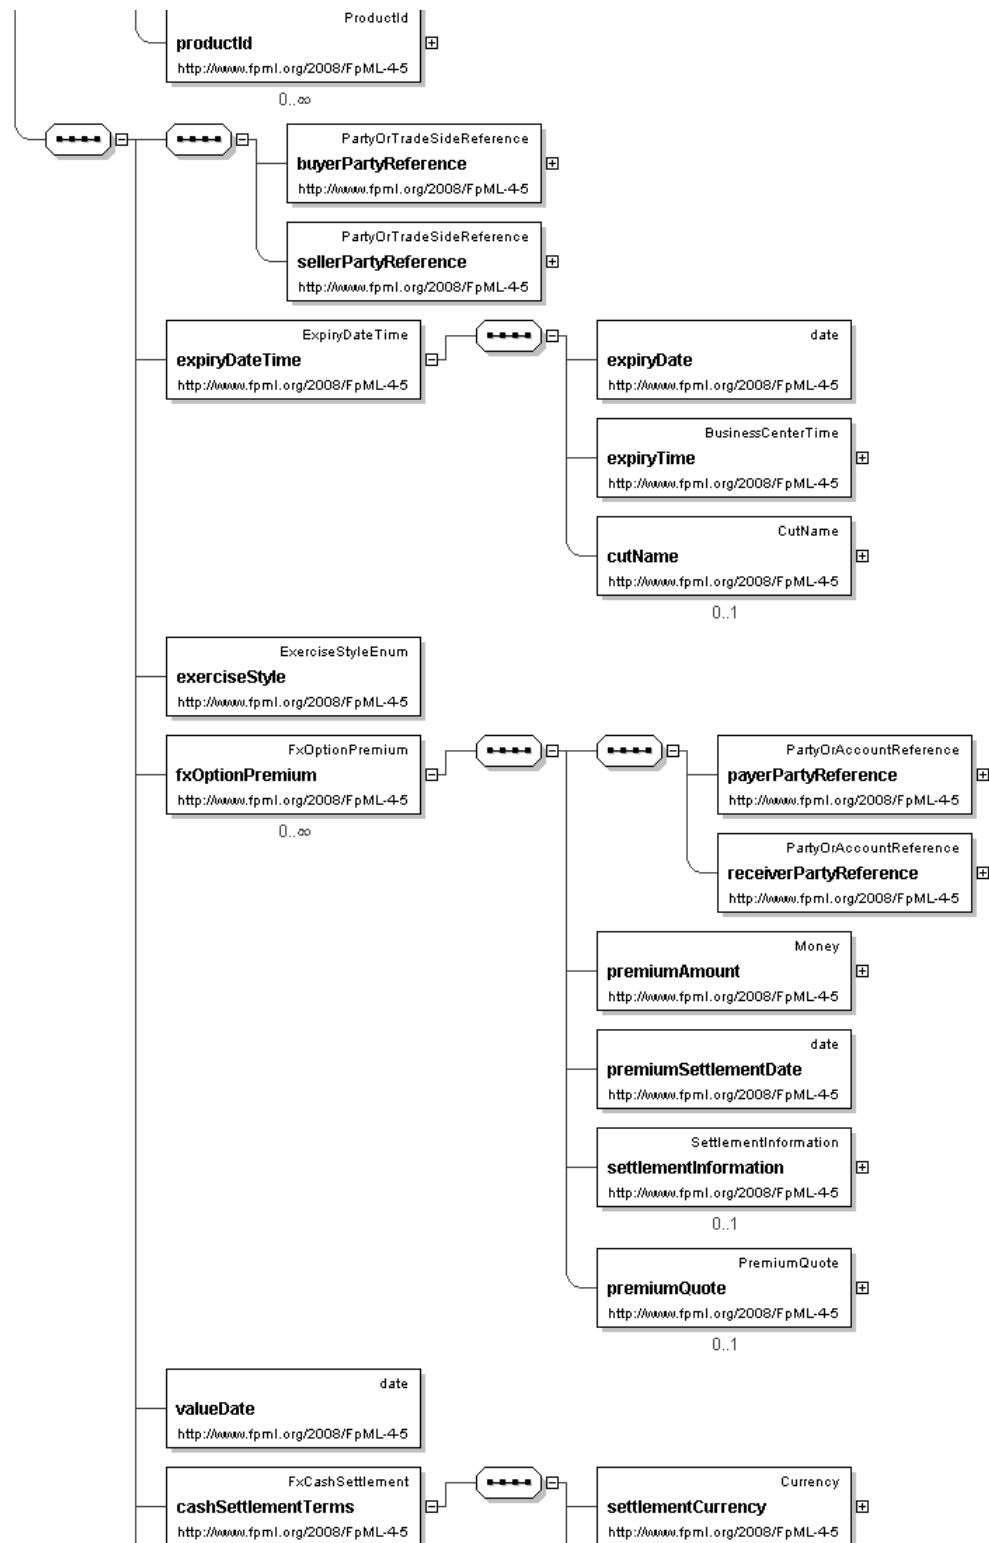 ProductId
productId
http://www.fpml.org/2008/FpML-4-5
0..∞
PartyOrTradeSideReference
buyerPartyReference
http://www.fpml.org/2008/FpML-4-5
PartyOrTradeSideReference
sellerPartyReference
http://www.fpml.org/2008/FpML-4-5
ExpiryDateTime
expiryDateTime
http://www.fpml.org/2008/FpML-4-5
date
expiryDate
http://www.fpml.org/2008/FpML-4-5
BusinessCenterTime
expiryTime
http://www.fpml.org/2008/FpML-4-5
CutName
cutName
http://www.fpml.org/2008/FpML-4-5
0..1
ExerciseStyleEnum
exerciseStyle
http://www.fpml.org/2008/FpML-4-5
FxOptionPremium
fxOptionPremium
http://www.fpml.org/2008/FpML-4-5
0..∞
PartyOrAccountReference
payerPartyReference
http://www.fpml.org/2008/FpML-4-5
PartyOrAccountReference
receiverPartyReference
http://www.fpml.org/2008/FpML-4-5
Money
premiumAmount
http://www.fpml.org/2008/FpML-4-5
date
premiumSettlementDate
http://www.fpml.org/2008/FpML-4-5
SettlementInformation
settlementInformation
http://www.fpml.org/2008/FpML-4-5
0..1
PremiumQuote
premiumQuote
http://www.fpml.org/2008/FpML-4-5
0..1
date
valueDate
http://www.fpml.org/2008/FpML-4-5
FxCashSettlement
cashSettlementTerms
http://www.fpml.org/2008/FpML-4-5
Currency
settlementCurrency
http://www.fpml.org/2008/FpML-4-5